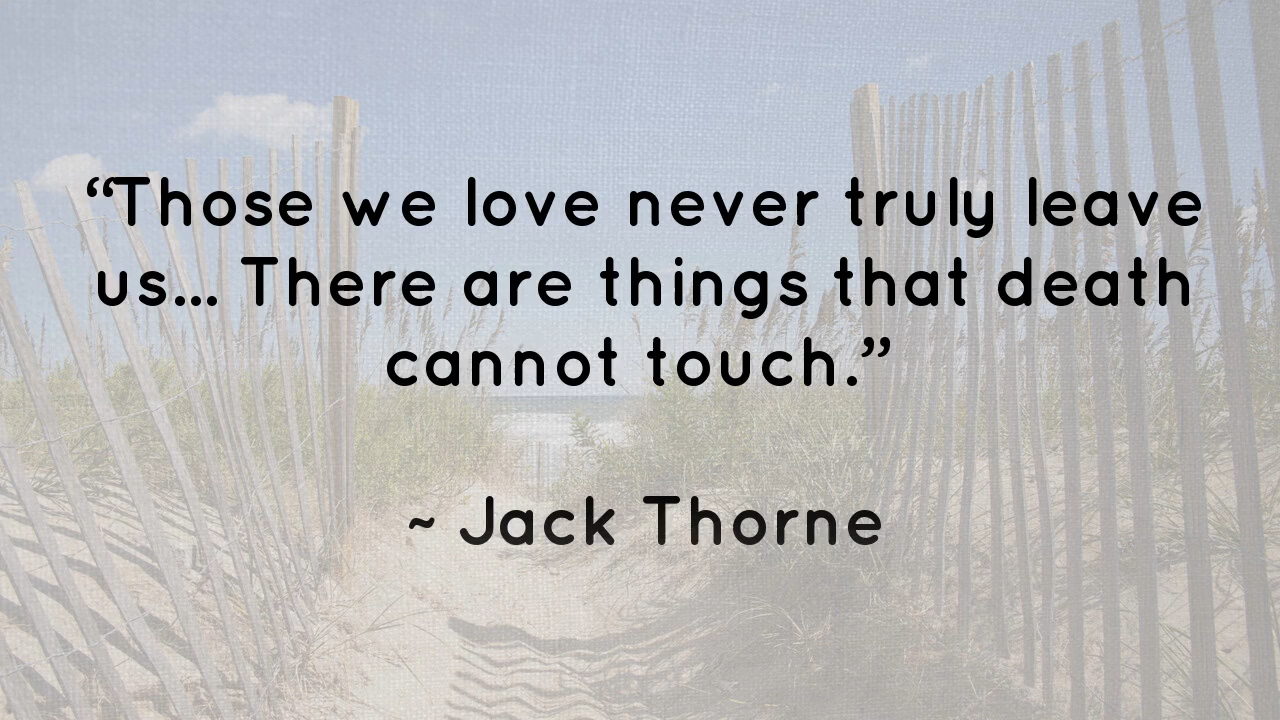 “Those we love never truly leave
us... There are things that death
cannot touch.”
~ Jack Thorne